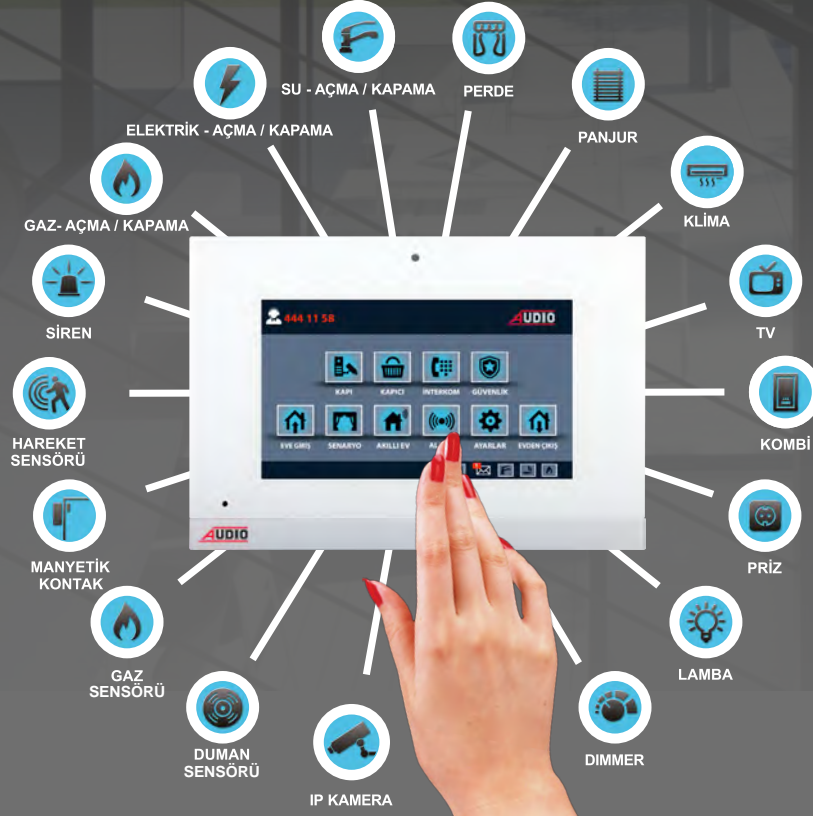 SU - AÇMA / KAPAMA
PERDE
ELEKTRİK - AÇMA / KAPAMA
PANJUR
GAZ- AÇMA / KAPAMA
KLİMA
SİREN
TV
444 11 58
AUDIO
KAPI
KAPICI
INTERKOM
GÜVENLİK
HAREKET
SENSÖRÜ
KOMBİ
EVE GİRİŞ
SENARYO
AKILLI EV
AYARLAR
EVDEN ÇIKIŞ
AUDIO
MANYETİK
KONTAK
PRİZ
GAZ
SENSÖRÜ
LAMBA
DUMAN
SENSÖRÜ
DIMMER
IP KAMERA